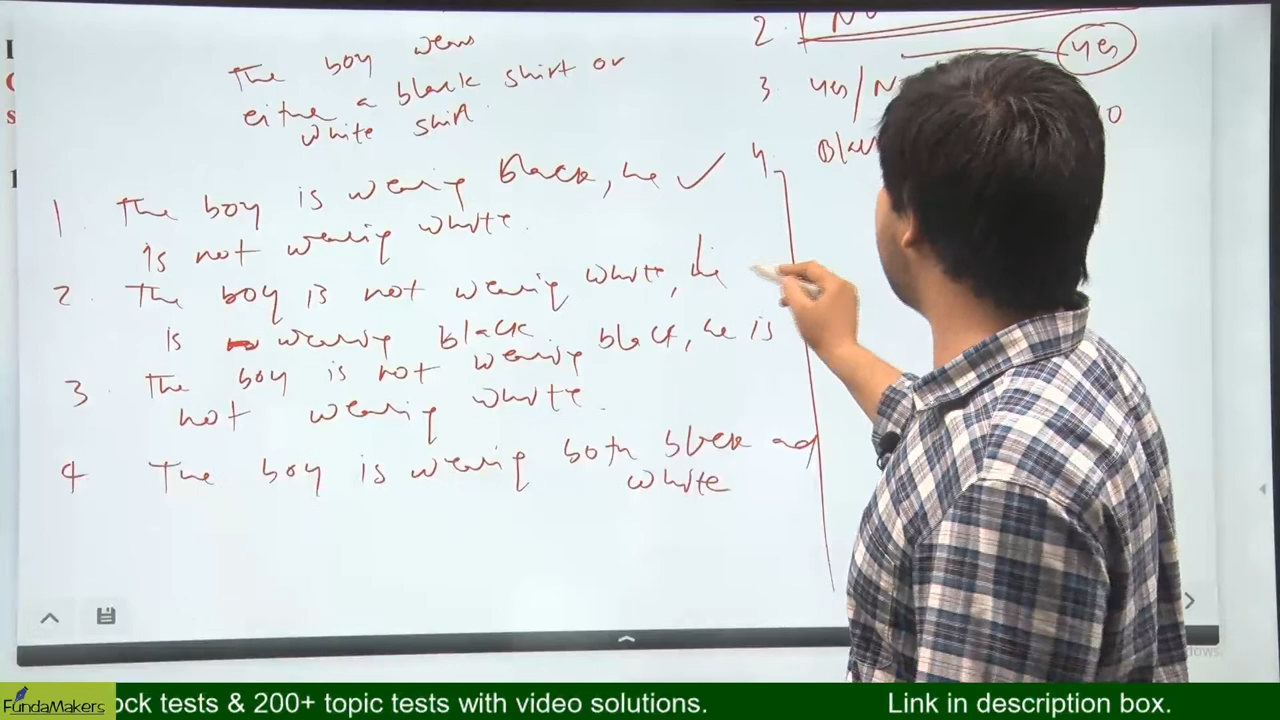 The boy wears
either a black shirt or
white shirt.
1. The boy is wearing Black, he ✓
is not wearing white.
2. The boy is not wearing white, he
is wearing black
3. The boy is not wearing black, he is
not wearing white.
4 The boy is wearing both black and
white
2. No
yes
3 yes/N
4.
FundaMakers
ock tests & 200+ topic tests with video solutions.
Link in description box.